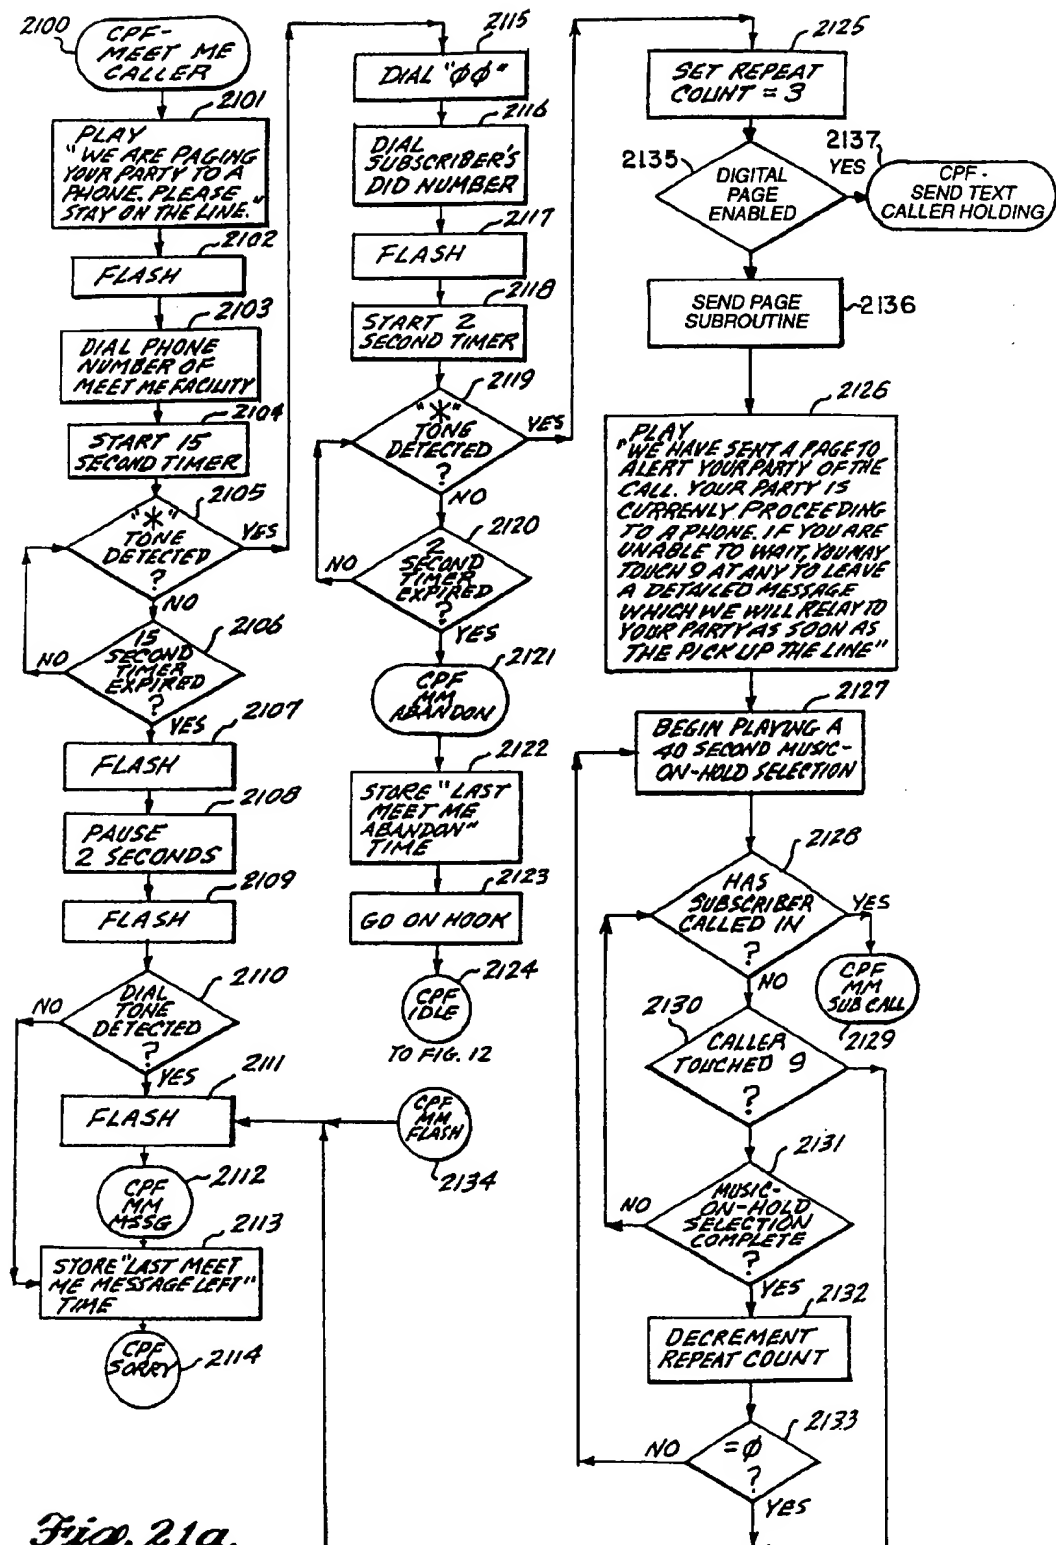 2100
CPF-
MEET ME
CALLER
2101
PLAY
"WE ARE PAGING
YOUR PARTY TO A
PHONE. PLEASE
STAY ON THE LINE."
2102
FLASH
2103
DIAL PHONE
NUMBER OF
MEET ME FACILITY
2104
START 15
SECOND TIMER
2105
"*"
TONE
DETECTED
?
YES
NO
2106
15
SECOND
TIMER
EXPIRED
?
NO
YES
2107
FLASH
2108
PAUSE
2 SECONDS
2109
FLASH
2110
DIAL
TONE
DETECTED
?
NO
YES
2111
FLASH
2112
CPF
MM
MSSG
2113
STORE "LAST MEET
ME MESSAGE LEFT"
TIME
CPF
SORRY
2114
2115
DIAL "ϕϕ"
2116
DIAL
SUBSCRIBER'S
DID NUMBER
2117
FLASH
2118
START 2
SECOND TIMER
2119
"*"
TONE
DETECTED
?
YES
NO
2120
2
SECOND
TIMER
EXPIRED
?
NO
YES
2121
CPF
MM
ABANDON
2122
STORE "LAST
MEET ME
ABANDON"
TIME
2123
GO ON HOOK
2124
CPF
IDLE
TO FIG. 12
CPF
MM
FLASH
2134
2125
SET REPEAT
COUNT = 3
2135
DIGITAL
PAGE
ENABLED
YES
2137
CPF -
SEND TEXT
CALLER HOLDING
SEND PAGE
SUBROUTINE
2136
2126
PLAY
"WE HAVE SENT A PAGE TO
ALERT YOUR PARTY OF THE
CALL. YOUR PARTY IS
CURRENLY PROCEEDING
TO A PHONE. IF YOU ARE
UNABLE TO WAIT, YOU MAY
TOUCH 9 AT ANY TO LEAVE
A DETAILED MESSAGE
WHICH WE WILL RELAY TO
YOUR PARTY AS SOON AS
THE PICK UP THE LINE"
2127
BEGIN PLAYING A
40 SECOND MUSIC-
ON-HOLD SELECTION
2128
HAS
SUBSCRIBER
CALLED IN
?
YES
NO
CPF
MM
SUB CALL
2129
2130
CALLER
TOUCHED 9
?
2131
MUSIC-
ON-HOLD
SELECTION
COMPLETE
?
NO
YES
2132
DECREMENT
REPEAT COUNT
2133
=ϕ
?
NO
YES
Fig. 21a.